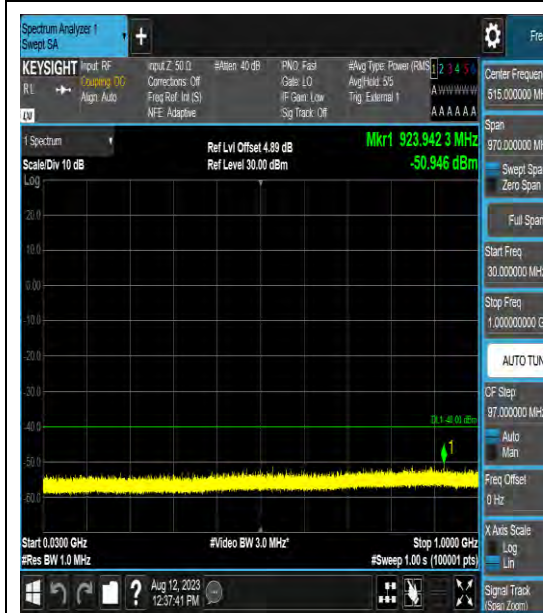 Spectrum Analyzer 1
Swept SA
+
KEYSIGHT
RL
Input: RF
Coupling: DC
Align: Auto
Input Z: 50 Ω
Corrections: Off
Freq Ref: Int (S)
NFE: Adaptive
#Atten: 40 dB
PNO: Fast
Gate: LO
IF Gain: Low
Sig Track: Off
#Avg Type: Power (RMS
Avg|Hold: 5/5
Trig: External 1
1 2 3 4 5 6
A W W W W W
A A A A A A
1 Spectrum
Scale/Div 10 dB
Log
Ref Lvl Offset 4.89 dB
Ref Level 30.00 dBm
Mkr1 923.942 3 MHz
-50.946 dBm
20.0
10.0
0.00
-10.0
-20.0
-30.0
-40.0
-50.0
-60.0
1
Start 0.0300 GHz
#Res BW 1.0 MHz
#Video BW 3.0 MHz*
Stop 1.0000 GHz
#Sweep 1.00 s (100001 pts)
?
Aug 12, 2023
12:37:41 PM
Fre
Center Frequen
515.000000 MH
Span
970.000000 MH
Swept Spa
Zero Span
Full Span
Start Freq
30.000000 MHz
Stop Freq
1.000000000 G
AUTO TUN
CF Step
97.000000 MHz
Auto
Man
Freq Offset
0 Hz
X Axis Scale
Log
Lin
Signal Track
(Span Zoom)